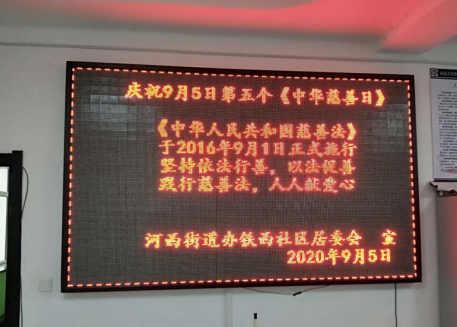 庆祝9月5日第五个《中华慈善日》
《中华人民共和国慈善法》
于2016年9月1日正式施行
坚持依法行善，以法促善
践行慈善法，人人献爱心
河西街道办铁西社区居委会 宣
2020年9月5日